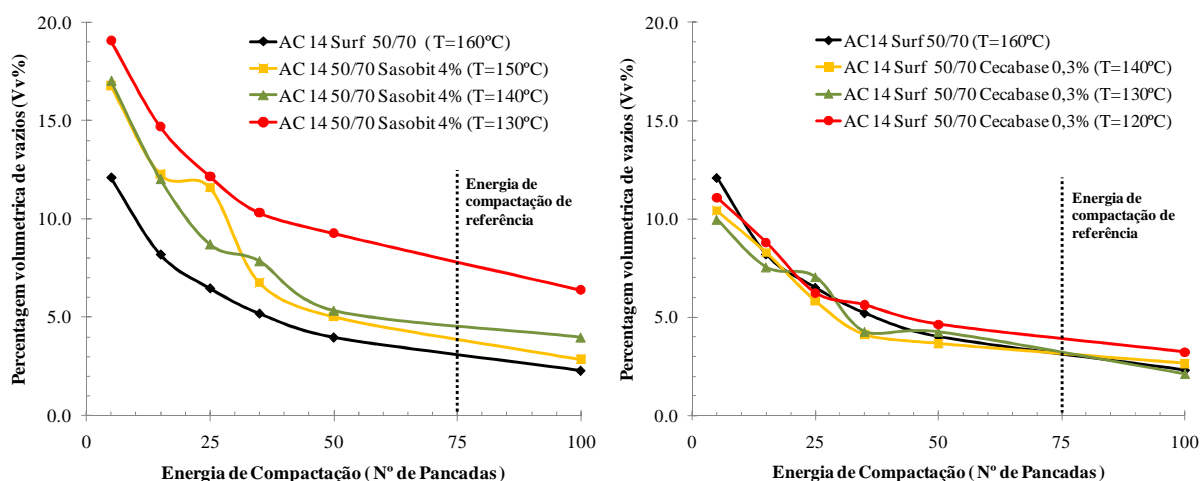 20.0
15.0
10.0
5.0
0.0
0
25
50
75
100
Percentagem volumetrica de vazios (Vv%)
Energia de Compactação ( Nº de Pancadas )
AC 14 Surf 50/70 ( T=160ºC)
AC 14 50/70 Sasobit 4% (T=150ºC)
AC 14 50/70 Sasobit 4% (T=140ºC)
AC 14 50/70 Sasobit 4% (T=130ºC)
Energia de
compactação de
referência
20.0
15.0
10.0
5.0
0.0
0
25
50
75
100
Percentagem volumetrica de vazios (Vv%)
Energia de Compactação ( Nº de Pancadas )
AC 14 Surf 50/70 (T=160ºC)
AC 14 Surf 50/70 Cecabase 0,3% (T=140ºC)
AC 14 Surf 50/70 Cecabase 0,3% (T=130ºC)
AC 14 Surf 50/70 Cecabase 0,3% (T=120ºC)
Energia de
compactação de
referência